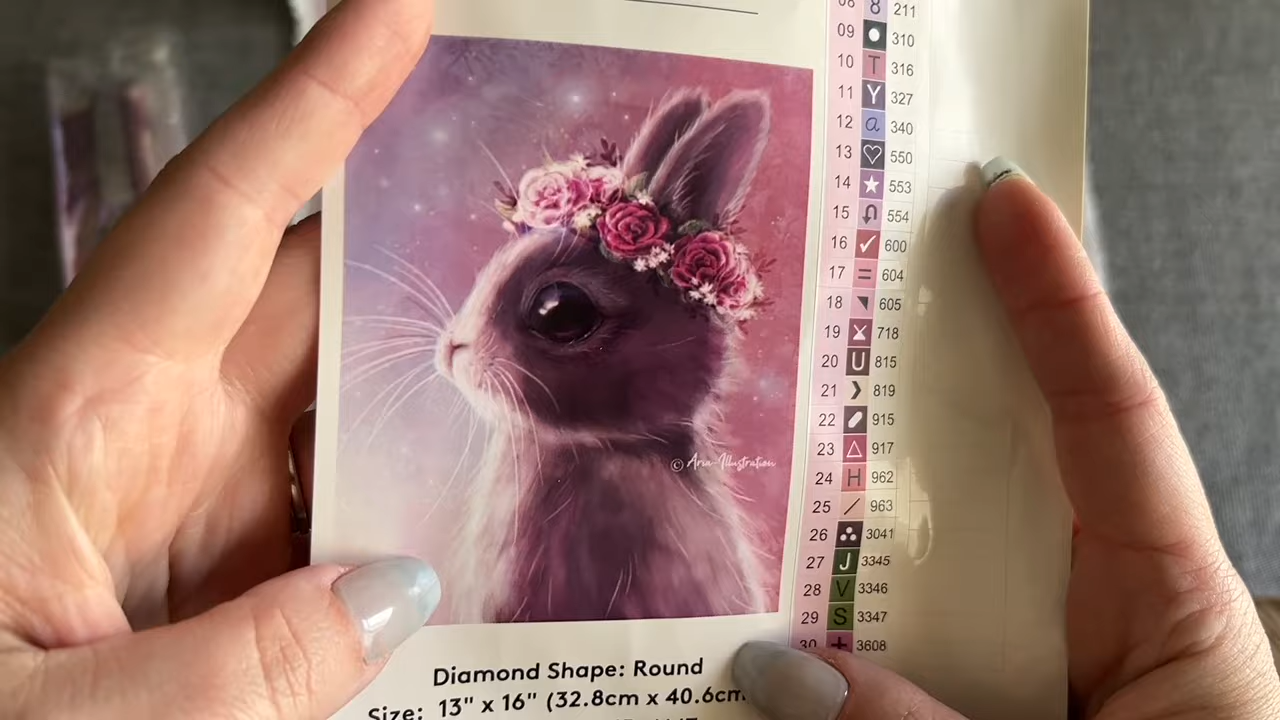 08 8 211
09 310
10 T 316
11 Y 327
12 a 340
13 550
14 553
15 554
16 600
17 = 604
18 605
19 718
20 U 815
21 819
22 915
23 917
24 H 962
25 / 963
26 3041
27 J 3345
28 V 3346
29 S 3347
30 + 3608
© Aria-Illustration
Diamond Shape: Round
Size: 13" x 16" (32.8cm x 40.6cm